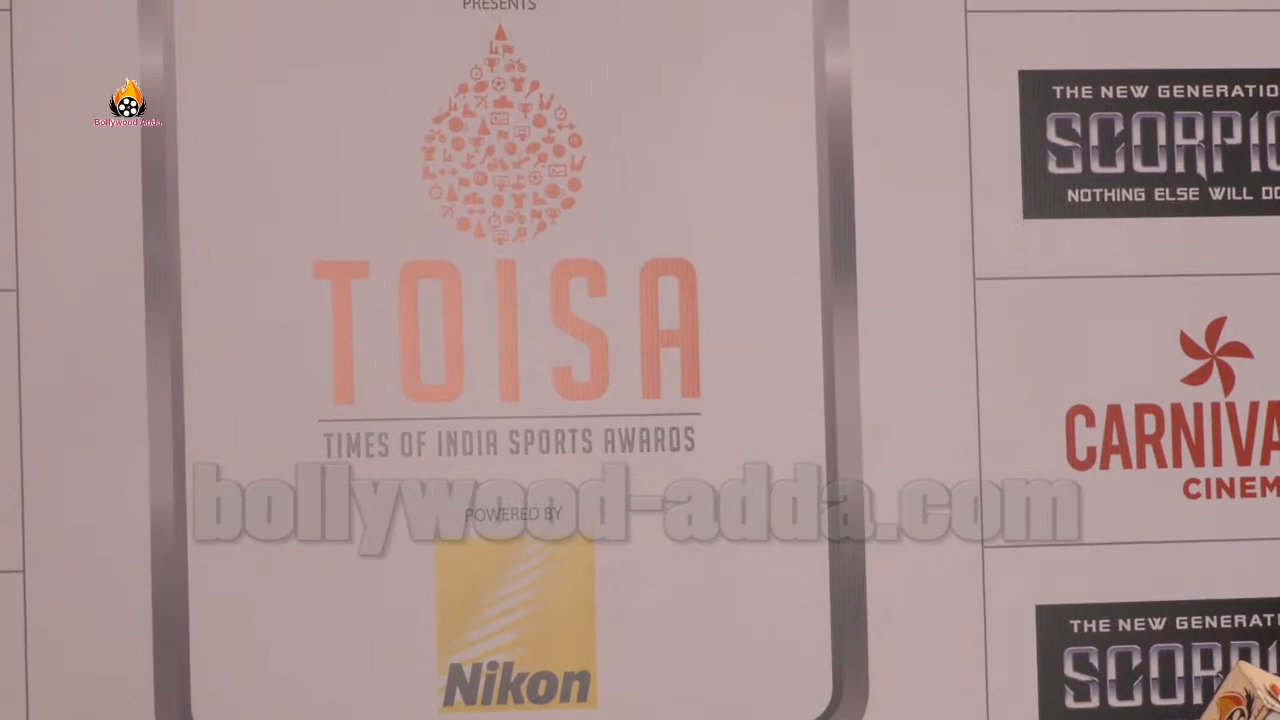 PRESENTS
Bollywood Adda
TOISA
TIMES OF INDIA SPORTS AWARDS
bollywood-adda.com
POWERED BY
Nikon
THE NEW GENERATIO
SCORPIO
NOTHING ELSE WILL DO
CARNIVA
CINEM
THE NEW GENERATI
SCORP